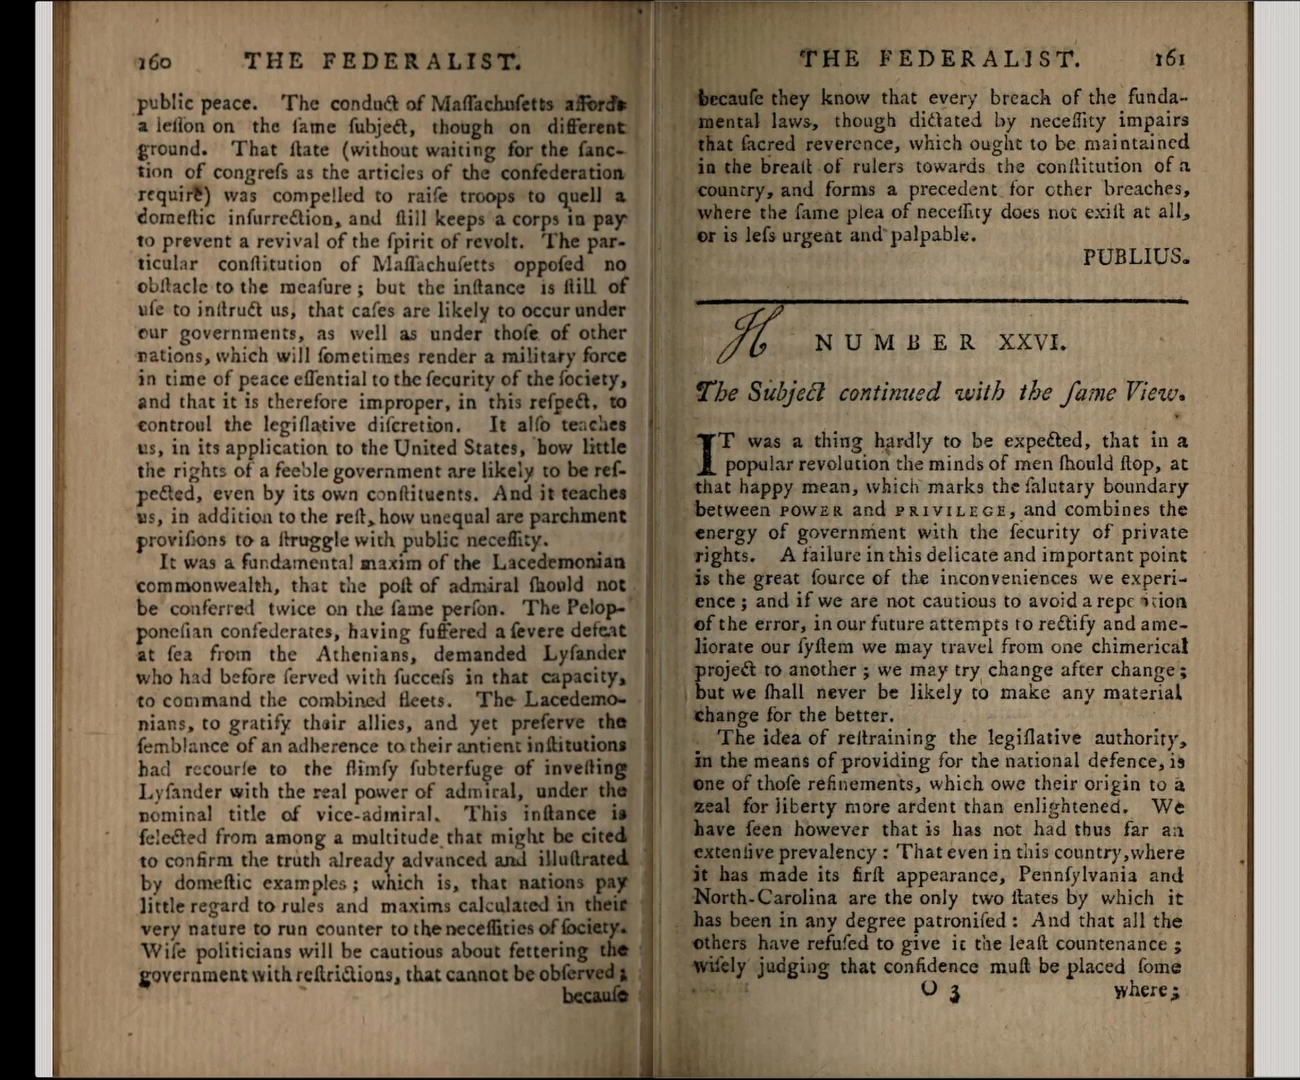 160 THE FEDERALIST.
public peace. The conduct of Maſſachuſetts affords
a leſſon on the ſame ſubject, though on different
ground. That ſtate (without waiting for the ſanc-
tion of congreſs as the articles of the confederation
require) was compelled to raiſe troops to quell a
domeſtic inſurrection, and ſtill keeps a corps in pay
to prevent a revival of the ſpirit of revolt. The par-
ticular conſtitution of Maſſachuſetts oppoſed no
obſtacle to the meaſure; but the inſtance is ſtill of
uſe to inſtruct us, that caſes are likely to occur under
our governments, as well as under thoſe of other
nations, which will ſometimes render a military force
in time of peace eſſential to the ſecurity of the ſociety,
and that it is therefore improper, in this reſpect, to
controul the legiſlative diſcretion. It alſo teaches
us, in its application to the United States, how little
the rights of a feeble government are likely to be reſ-
pected, even by its own conſtituents. And it teaches
us, in addition to the reſt, how unequal are parchment
proviſions to a ſtruggle with public neceſſity.
It was a fundamental maxim of the Lacedemonian
commonwealth, that the poſt of admiral ſhould not
be conferred twice on the ſame perſon. The Pelop-
poneſian confederates, having ſuffered a ſevere defeat
at ſea from the Athenians, demanded Lyſander
who had before ſerved with ſucceſs in that capacity,
to command the combined fleets. The Lacedemo-
nians, to gratify their allies, and yet preſerve the
ſemblance of an adherence to their antient inſtitutions
had recourſe to the flimſy ſubterfuge of inveſting
Lyſander with the real power of admiral, under the
nominal title of vice-admiral. This inſtance is
ſelected from among a multitude that might be cited
to confirm the truth already advanced and illuſtrated
by domeſtic examples; which is, that nations pay
little regard to rules and maxims calculated in their
very nature to run counter to the neceſſities of ſociety.
Wiſe politicians will be cautious about fettering the
government with reſtrictions, that cannot be obſerved;
becauſe
THE FEDERALIST. 161
becauſe they know that every breach of the funda-
mental laws, though dictated by neceſſity impairs
that ſacred reverence, which ought to be maintained
in the breaſt of rulers towards the conſtitution of a
country, and forms a precedent for other breaches,
where the ſame plea of neceſſity does not exiſt at all,
or is leſs urgent and palpable.
PUBLIUS.
H NUMBER XXVI.
The Subject continued with the ſame View.
IT was a thing hardly to be expected, that in a
popular revolution the minds of men ſhould ſtop, at
that happy mean, which marks the ſalutary boundary
between POWER and PRIVILEGE, and combines the
energy of government with the ſecurity of private
rights. A failure in this delicate and important point
is the great ſource of the inconveniences we experi-
ence; and if we are not cautious to avoid a repetition
of the error, in our future attempts to rectify and ame-
liorate our ſyſtem we may travel from one chimerical
project to another; we may try change after change;
but we ſhall never be likely to make any material
change for the better.
The idea of reſtraining the legiſlative authority,
in the means of providing for the national defence, is
one of thoſe refinements, which owe their origin to a
zeal for liberty more ardent than enlightened. We
have ſeen however that is has not had thus far an
extenſive prevalency: That even in this country, where
it has made its firſt appearance, Pennſylvania and
North-Carolina are the only two ſtates by which it
has been in any degree patroniſed: And that all the
others have refuſed to give it the leaſt countenance;
wiſely judging that confidence muſt be placed ſome
O 3 where;